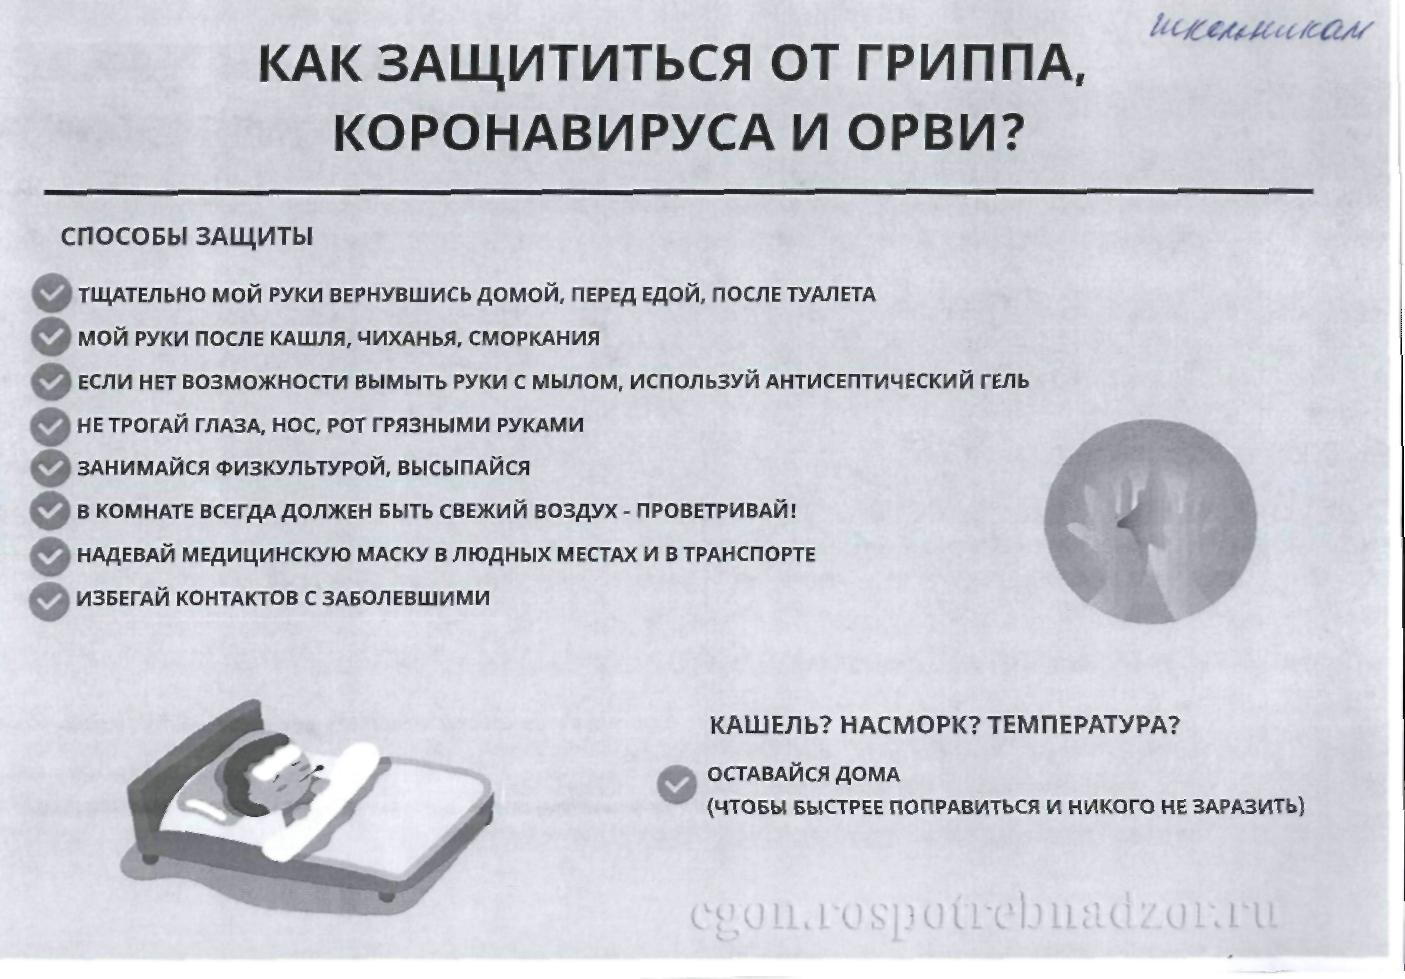 школьникам
КАК ЗАЩИТИТЬСЯ ОТ ГРИППА,
КОРОНАВИРУСА И ОРВИ?
СПОСОБЫ ЗАЩИТЫ
ТЩАТЕЛЬНО МОЙ РУКИ ВЕРНУВШИСЬ ДОМОЙ, ПЕРЕД ЕДОЙ, ПОСЛЕ ТУАЛЕТА
МОЙ РУКИ ПОСЛЕ КАШЛЯ, ЧИХАНЬЯ, СМОРКАНИЯ
ЕСЛИ НЕТ ВОЗМОЖНОСТИ ВЫМЫТЬ РУКИ С МЫЛОМ, ИСПОЛЬЗУЙ АНТИСЕПТИЧЕСКИЙ ГЕЛЬ
НЕ ТРОГАЙ ГЛАЗА, НОС, РОТ ГРЯЗНЫМИ РУКАМИ
ЗАНИМАЙСЯ ФИЗКУЛЬТУРОЙ, ВЫСЫПАЙСЯ
В КОМНАТЕ ВСЕГДА ДОЛЖЕН БЫТЬ СВЕЖИЙ ВОЗДУХ - ПРОВЕТРИВАЙ!
НАДЕВАЙ МЕДИЦИНСКУЮ МАСКУ В ЛЮДНЫХ МЕСТАХ И В ТРАНСПОРТЕ
ИЗБЕГАЙ КОНТАКТОВ С ЗАБОЛЕВШИМИ
КАШЕЛЬ? НАСМОРК? ТЕМПЕРАТУРА?
ОСТАВАЙСЯ ДОМА
(ЧТОБЫ БЫСТРЕЕ ПОПРАВИТЬСЯ И НИКОГО НЕ ЗАРАЗИТЬ)
cgon.rospotrebnadzor.ru